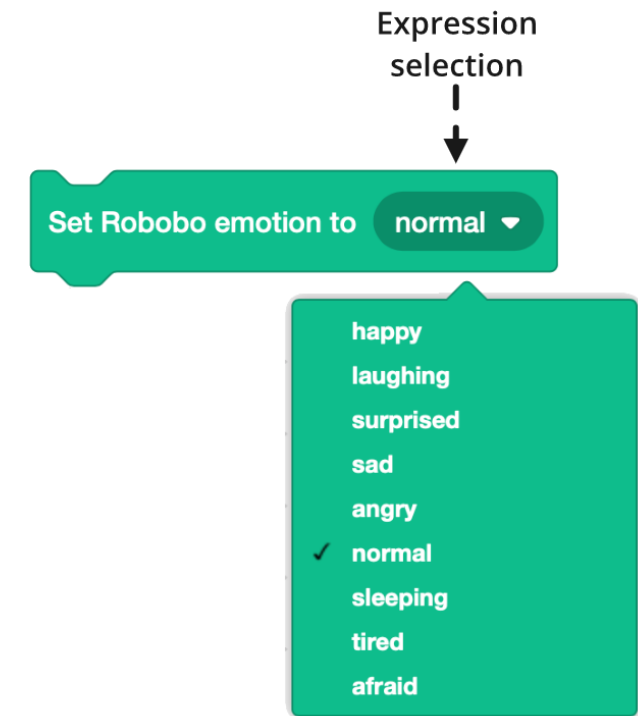 Expression
selection
Set Robobo emotion to normal
happy
laughing
surprised
sad
angry
normal
sleeping
tired
afraid